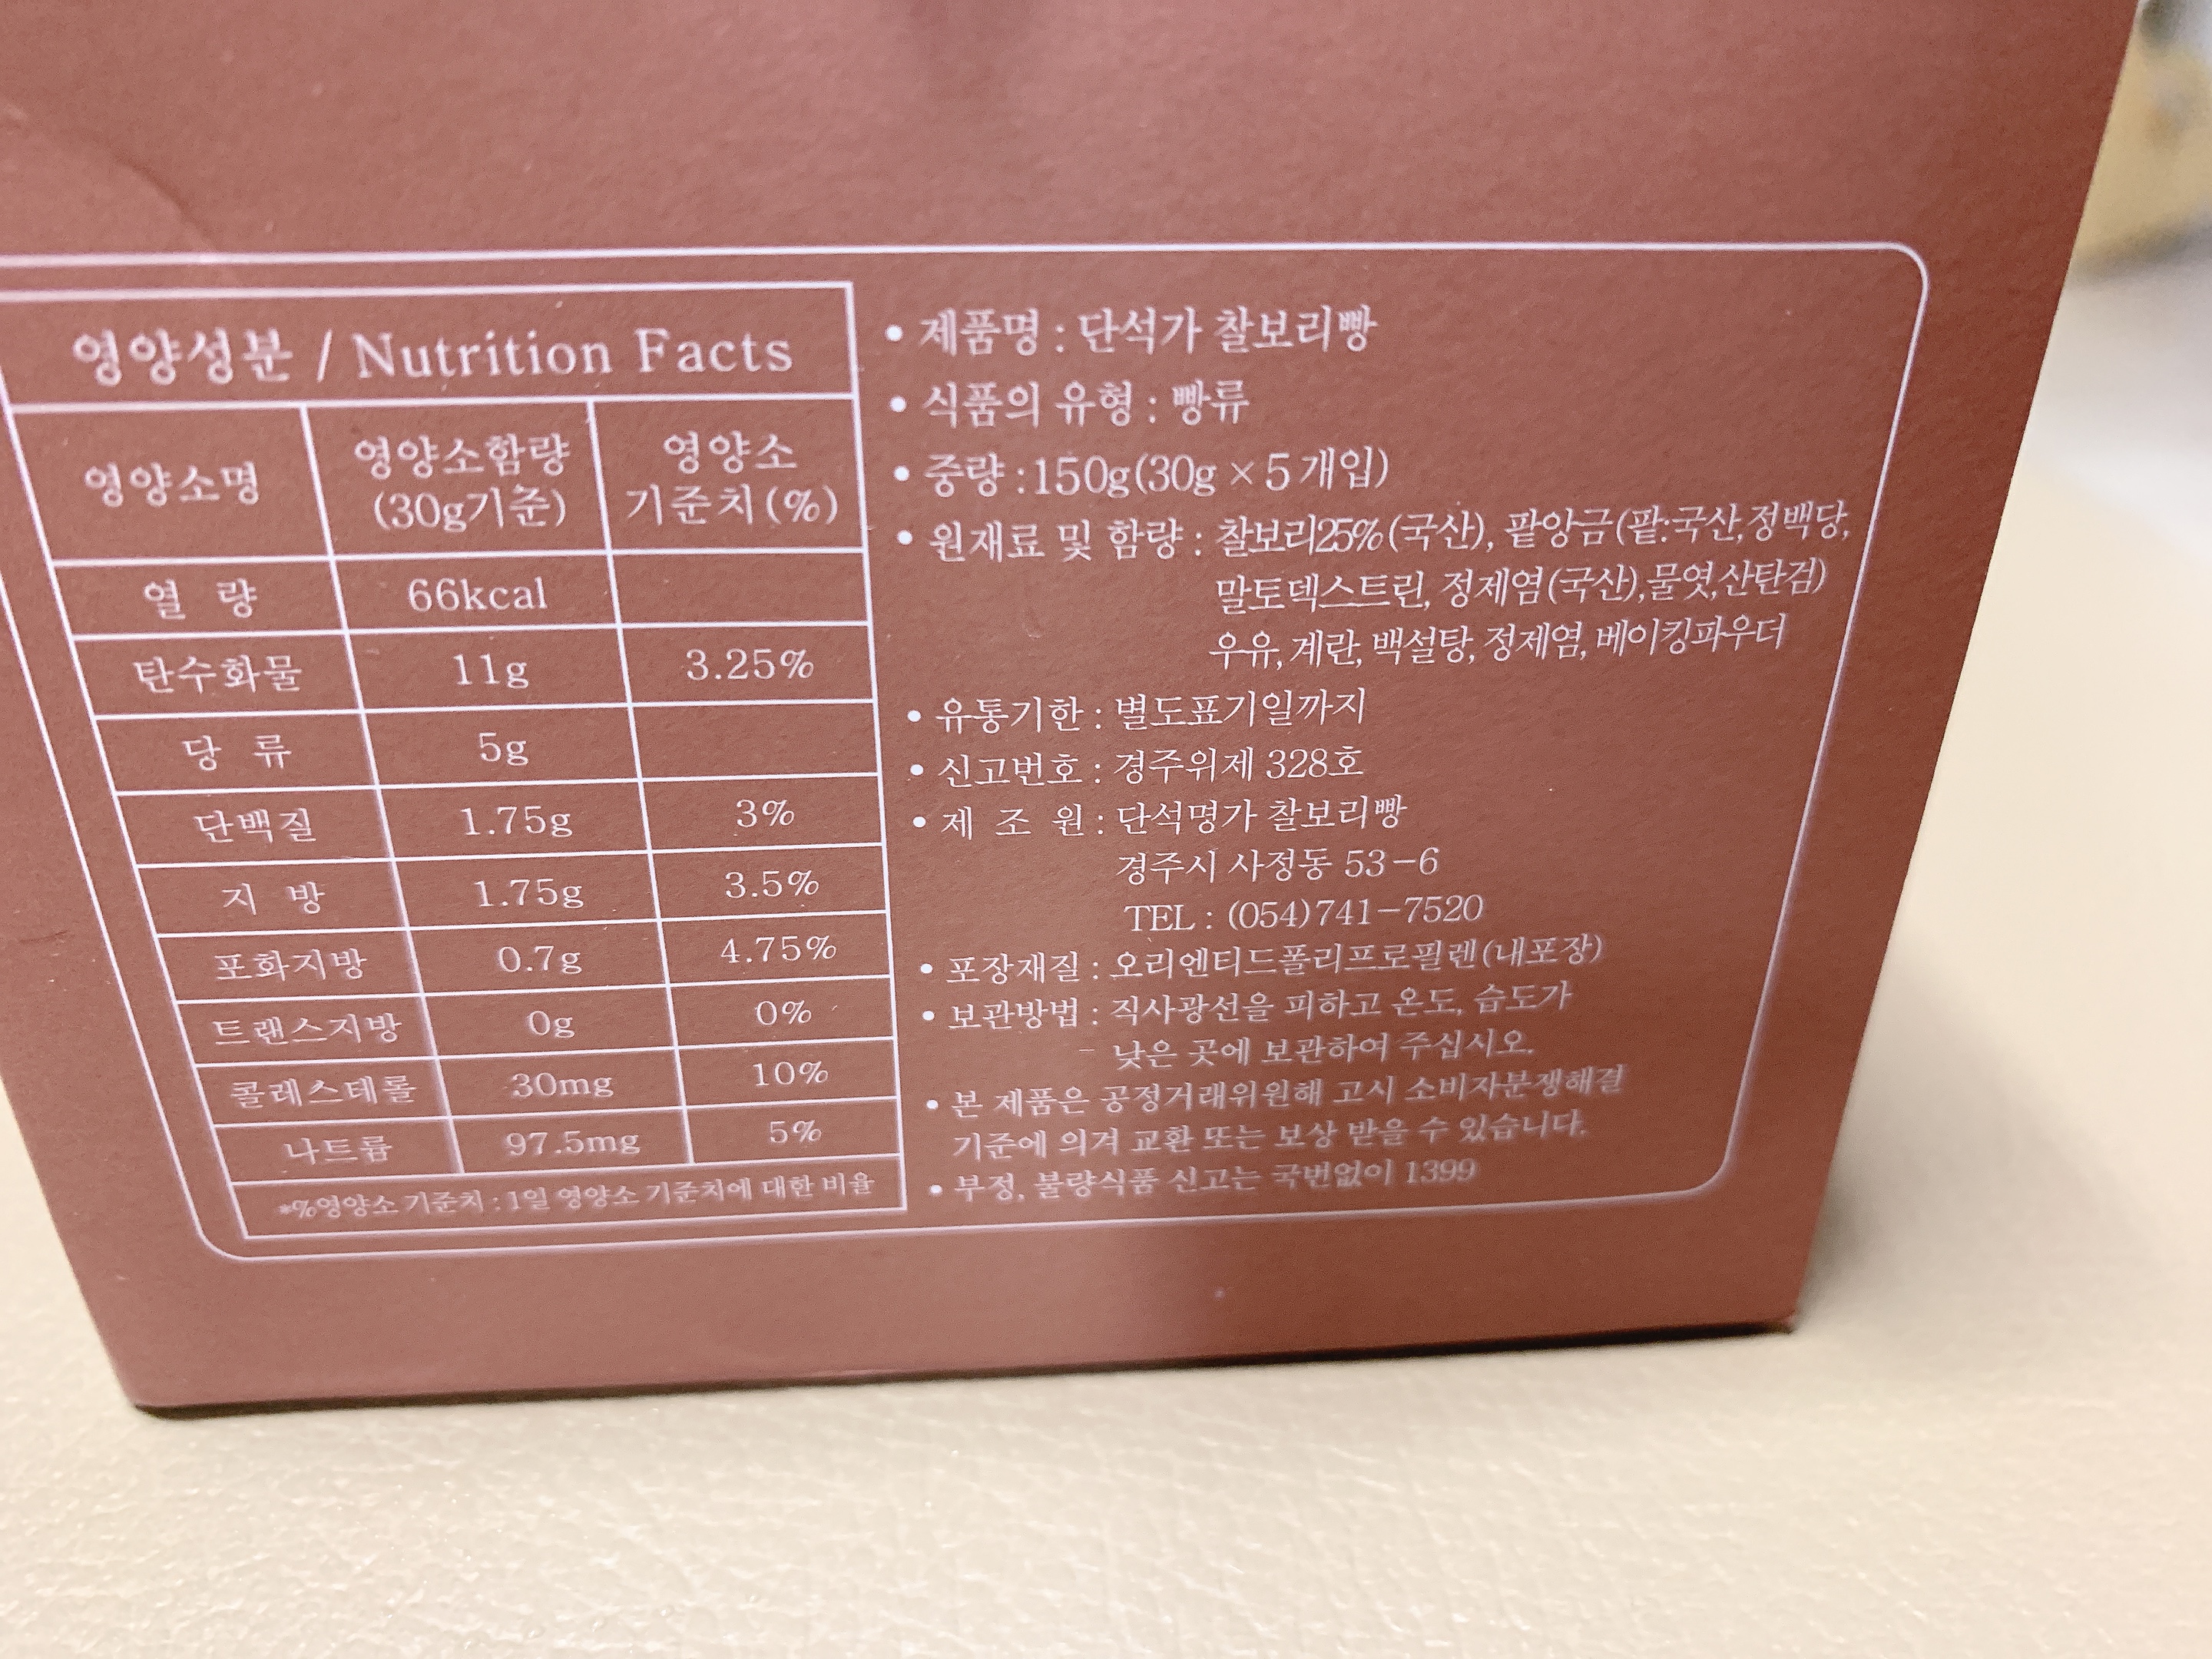 영양성분 / Nutrition Facts
영양소명 영양소함량 (30g기준) 영양소 기준치(%)
열 량 66kcal
탄수화물 11g 3.25%
당 류 5g
단백질 1.75g 3%
지 방 1.75g 3.5%
포화지방 0.7g 4.75%
트랜스지방 0g 0%
콜레스테롤 30mg 10%
나트륨 97.5mg 5%
*%영양소 기준치 : 1일 영양소 기준치에 대한 비율
• 제품명 : 단석가 찰보리빵
• 식품의 유형 : 빵류
• 중량 : 150g(30g × 5개입)
• 원재료 및 함량 : 찰보리25%(국산), 팥앙금(팥:국산,정백당,
말토덱스트린, 정제염(국산),물엿,산탄검)
우유, 계란, 백설탕, 정제염, 베이킹파우더
• 유통기한 : 별도표기일까지
• 신고번호 : 경주위제 328호
• 제 조 원 : 단석명가 찰보리빵
경주시 사정동 53-6
TEL : (054)741-7520
• 포장재질 : 오리엔티드폴리프로필렌(내포장)
• 보관방법 : 직사광선을 피하고 온도, 습도가
낮은 곳에 보관하여 주십시오.
• 본 제품은 공정거래위원해 고시 소비자분쟁해결
기준에 의겨 교환 또는 보상 받을 수 있습니다.
• 부정, 불량식품 신고는 국번없이 1399